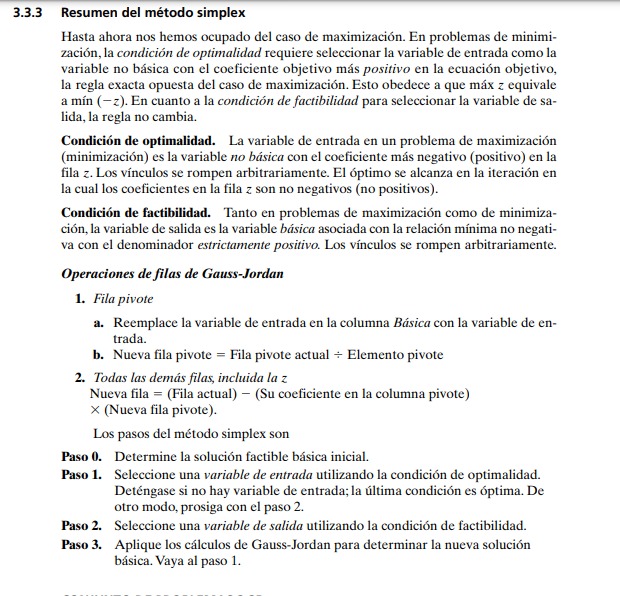 3.3.3 Resumen del método simplex
Hasta ahora nos hemos ocupado del caso de maximización. En problemas de minimi-
zación, la condición de optimalidad requiere seleccionar la variable de entrada como la
variable no básica con el coeficiente objetivo más positivo en la ecuación objetivo,
la regla exacta opuesta del caso de maximización. Esto obedece a que máx z equivale
a mín (−z). En cuanto a la condición de factibilidad para seleccionar la variable de sa-
lida, la regla no cambia.
Condición de optimalidad. La variable de entrada en un problema de maximización
(minimización) es la variable no básica con el coeficiente más negativo (positivo) en la
fila z. Los vínculos se rompen arbitrariamente. El óptimo se alcanza en la iteración en
la cual los coeficientes en la fila z son no negativos (no positivos).
Condición de factibilidad. Tanto en problemas de maximización como de minimiza-
ción, la variable de salida es la variable básica asociada con la relación mínima no negati-
va con el denominador estrictamente positivo. Los vínculos se rompen arbitrariamente.
Operaciones de filas de Gauss-Jordan
1. Fila pivote
a. Reemplace la variable de entrada en la columna Básica con la variable de en-
trada.
b. Nueva fila pivote = Fila pivote actual ÷ Elemento pivote
2. Todas las demás filas, incluida la z
Nueva fila = (Fila actual) − (Su coeficiente en la columna pivote)
× (Nueva fila pivote).
Los pasos del método simplex son
Paso 0. Determine la solución factible básica inicial.
Paso 1. Seleccione una variable de entrada utilizando la condición de optimalidad.
Deténgase si no hay variable de entrada; la última condición es óptima. De
otro modo, prosiga con el paso 2.
Paso 2. Seleccione una variable de salida utilizando la condición de factibilidad.
Paso 3. Aplique los cálculos de Gauss-Jordan para determinar la nueva solución
básica. Vaya al paso 1.